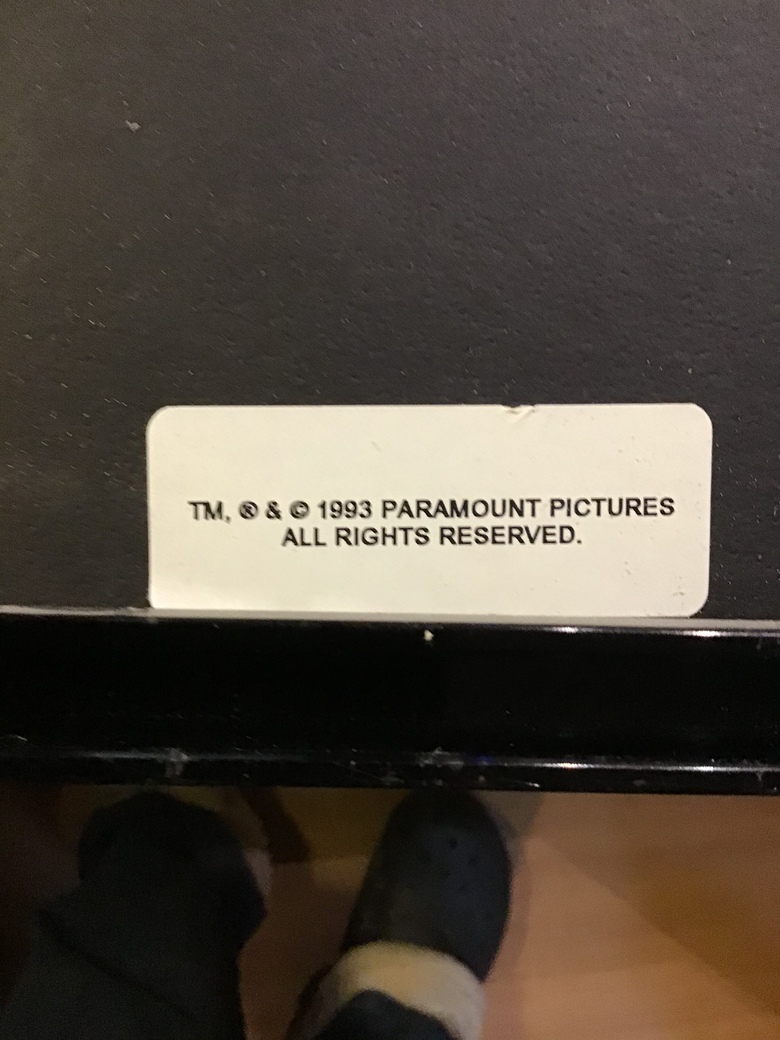 TM, ® & © 1993 PARAMOUNT PICTURES
ALL RIGHTS RESERVED.